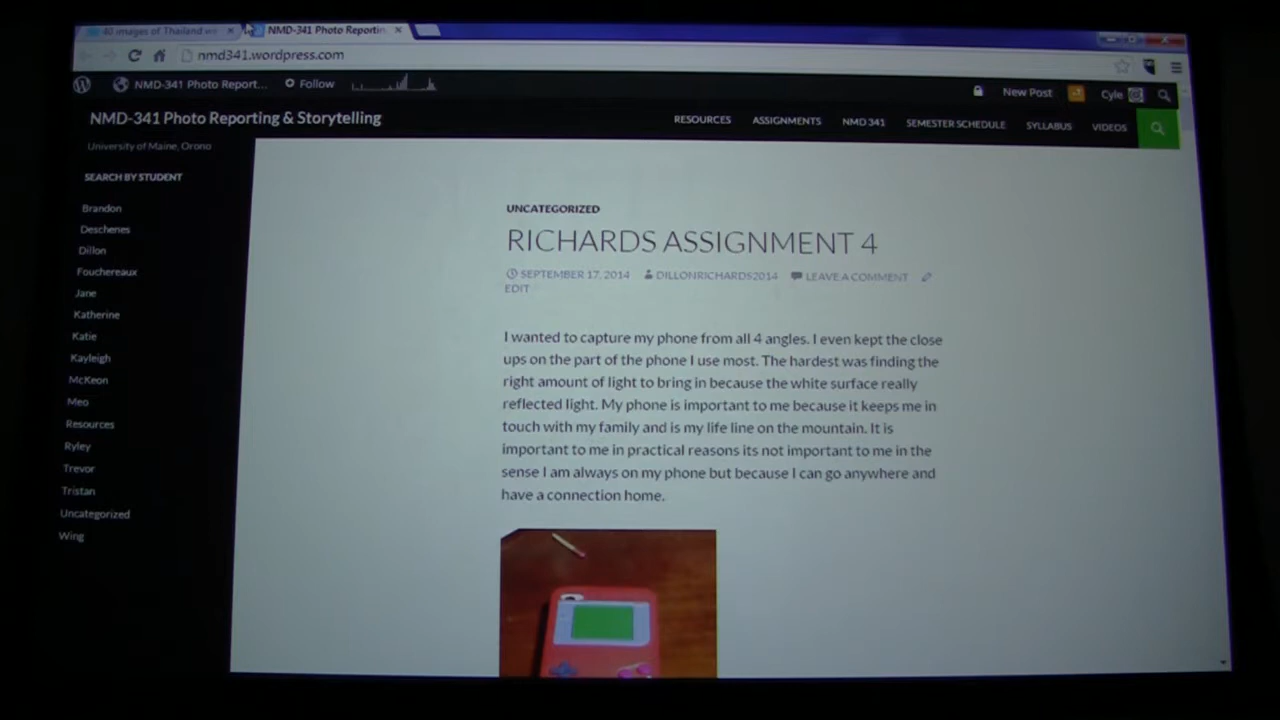 40 images of Thailand
NMD-341 Photo Reportin
nmd341.wordpress.com
NMD-341 Photo Report... Follow
New Post Cyle
NMD-341 Photo Reporting & Storytelling
RESOURCES ASSIGNMENTS NMD 341 SEMESTER SCHEDULE SYLLABUS VIDEOS
University of Maine, Orono
SEARCH BY STUDENT
Brandon
Deschenes
Dillon
Fouchereaux
Jane
Katherine
Katie
Kayleigh
McKeon
Meo
Resources
Ryley
Trevor
Tristan
Uncategorized
Wing
UNCATEGORIZED
RICHARDS ASSIGNMENT 4
SEPTEMBER 17, 2014 DILLONRICHARDS2014 LEAVE A COMMENT
EDIT
I wanted to capture my phone from all 4 angles. I even kept the close
ups on the part of the phone I use most. The hardest was finding the
right amount of light to bring in because the white surface really
reflected light. My phone is important to me because it keeps me in
touch with my family and is my life line on the mountain. It is
important to me in practical reasons its not important to me in the
sense I am always on my phone but because I can go anywhere and
have a connection home.